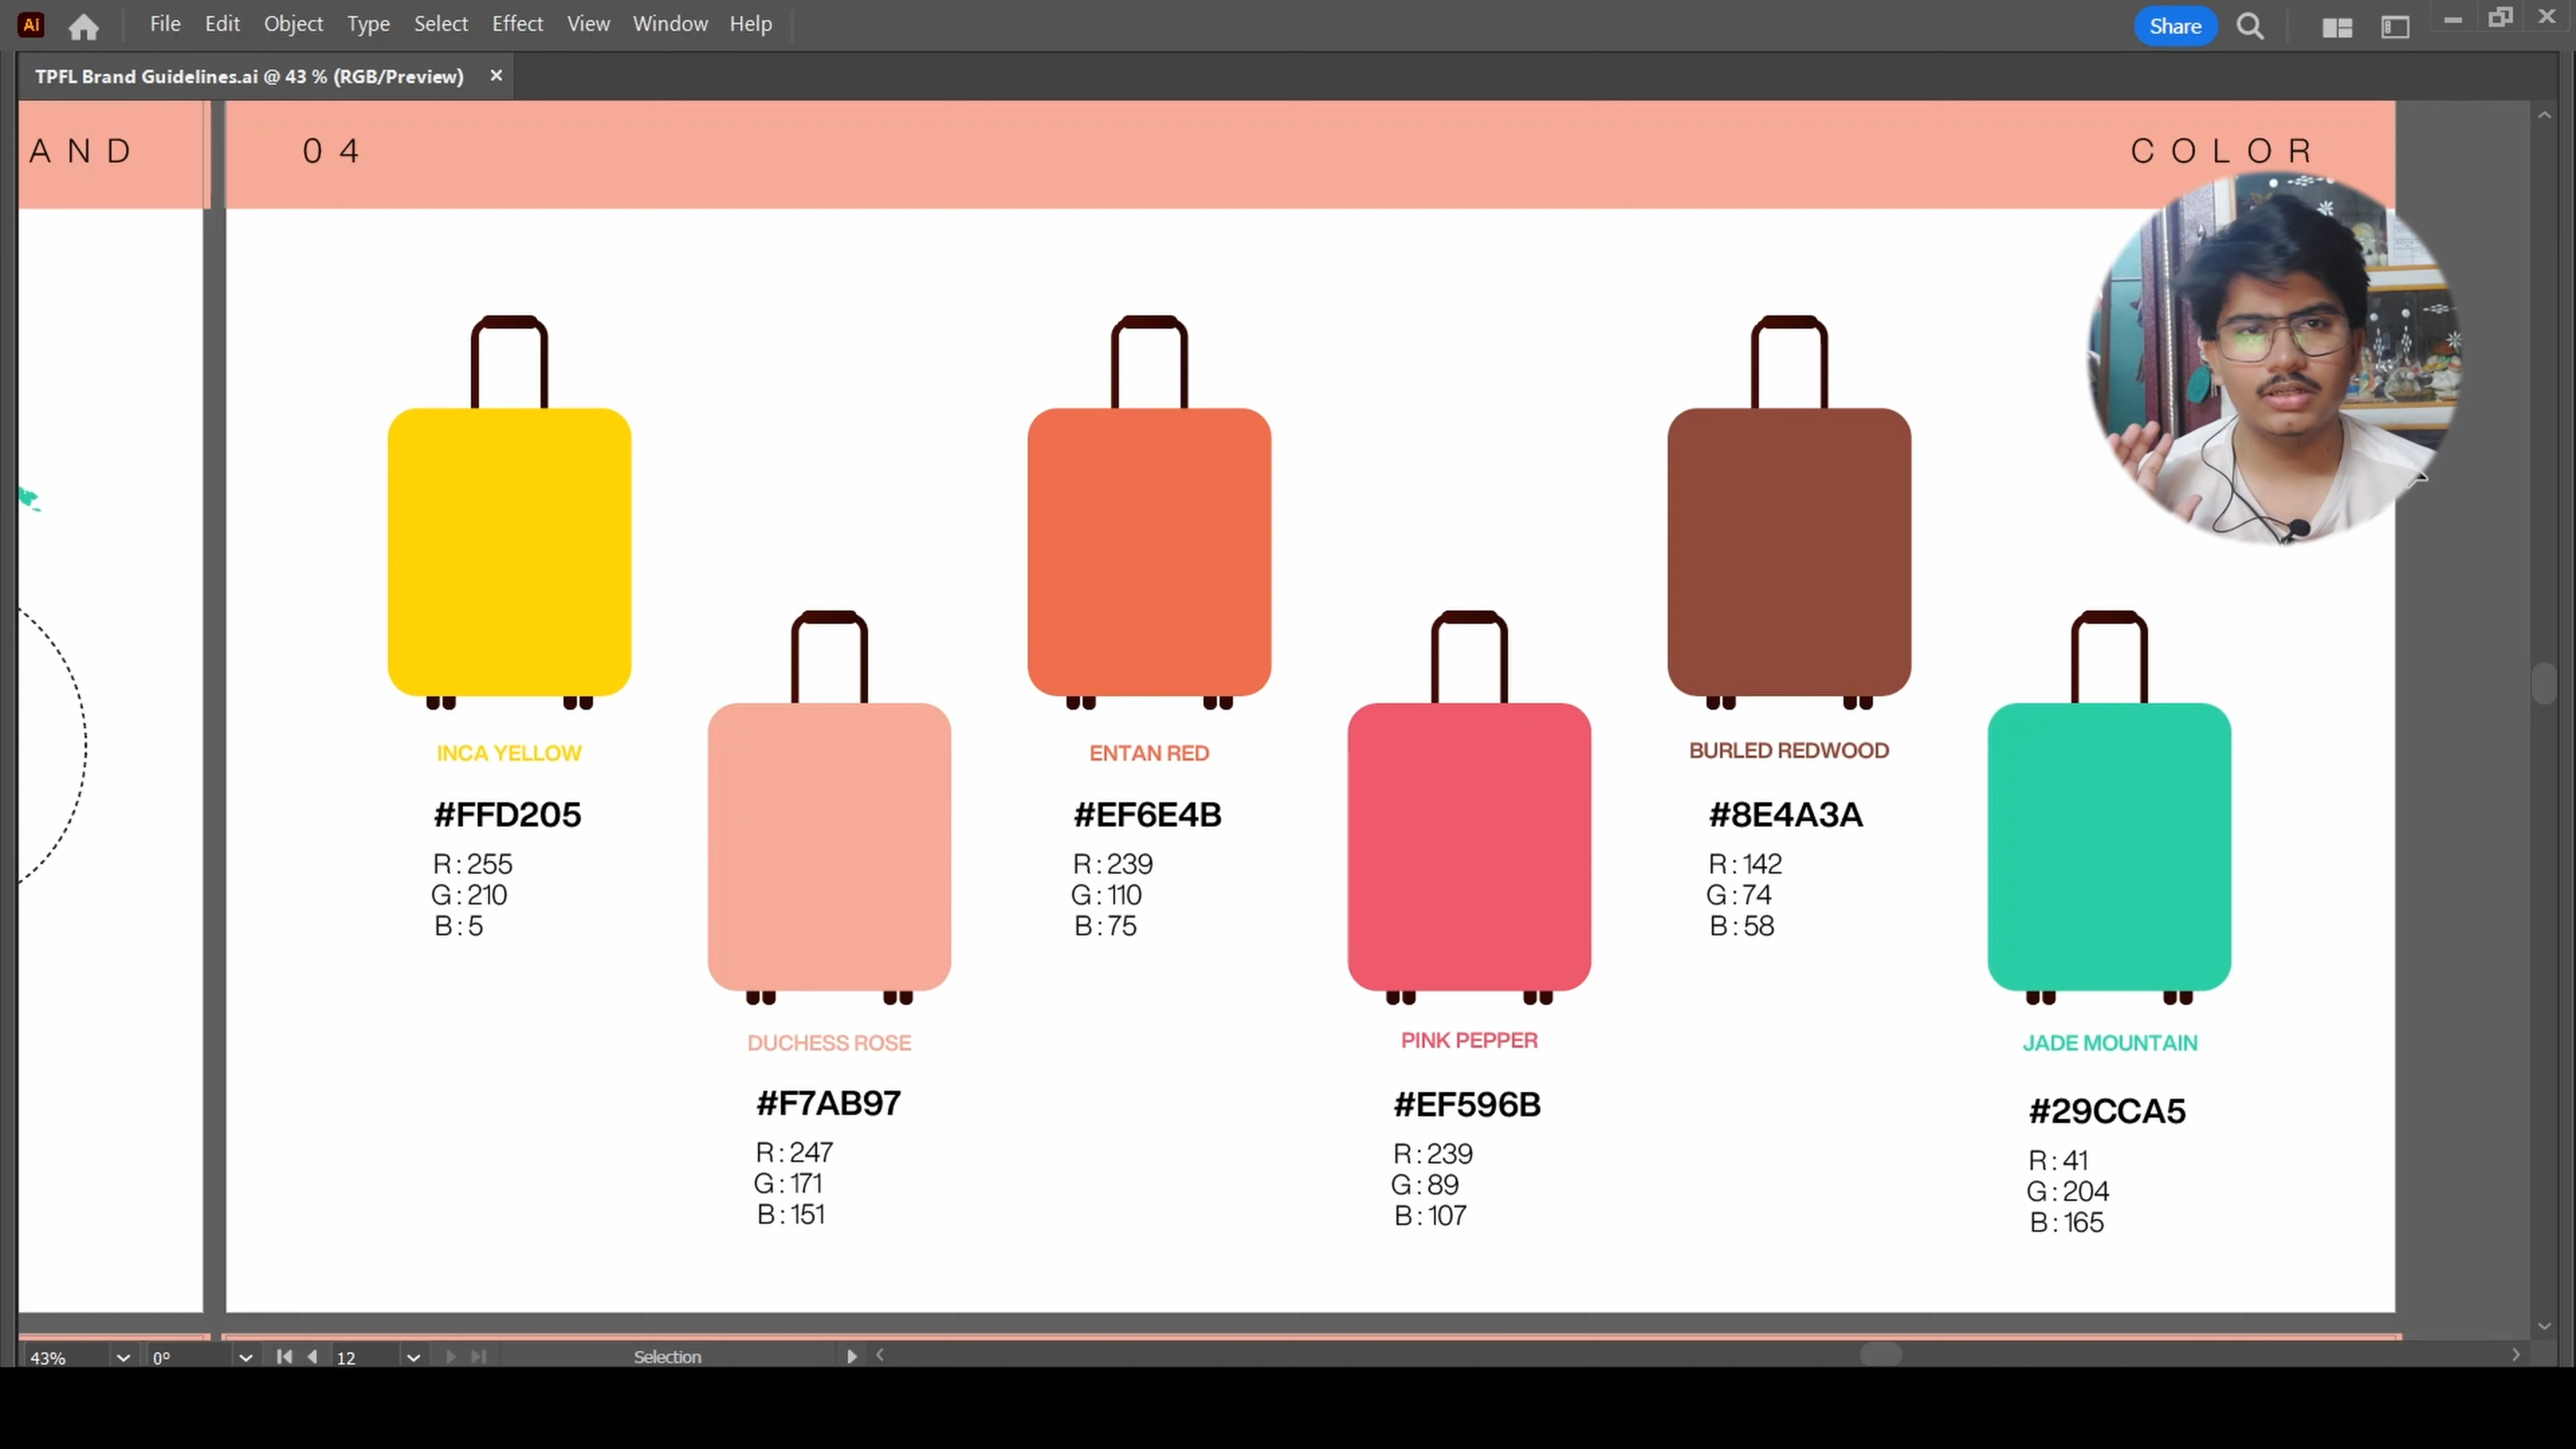 Ai
File Edit Object Type Select Effect View Window Help
Share
TPFL Brand Guidelines.ai @ 43 % (RGB/Preview)
AND
04
COLOR
INCA YELLOW
#FFD205
R : 255
G : 210
B : 5
DUCHESS ROSE
#F7AB97
R : 247
G : 171
B : 151
ENTAN RED
#EF6E4B
R : 239
G : 110
B : 75
PINK PEPPER
#EF596B
R : 239
G : 89
B : 107
BURLED REDWOOD
#8E4A3A
R : 142
G : 74
B : 58
JADE MOUNTAIN
#29CCA5
R : 41
G : 204
B : 165
43% 0° 12 Selection